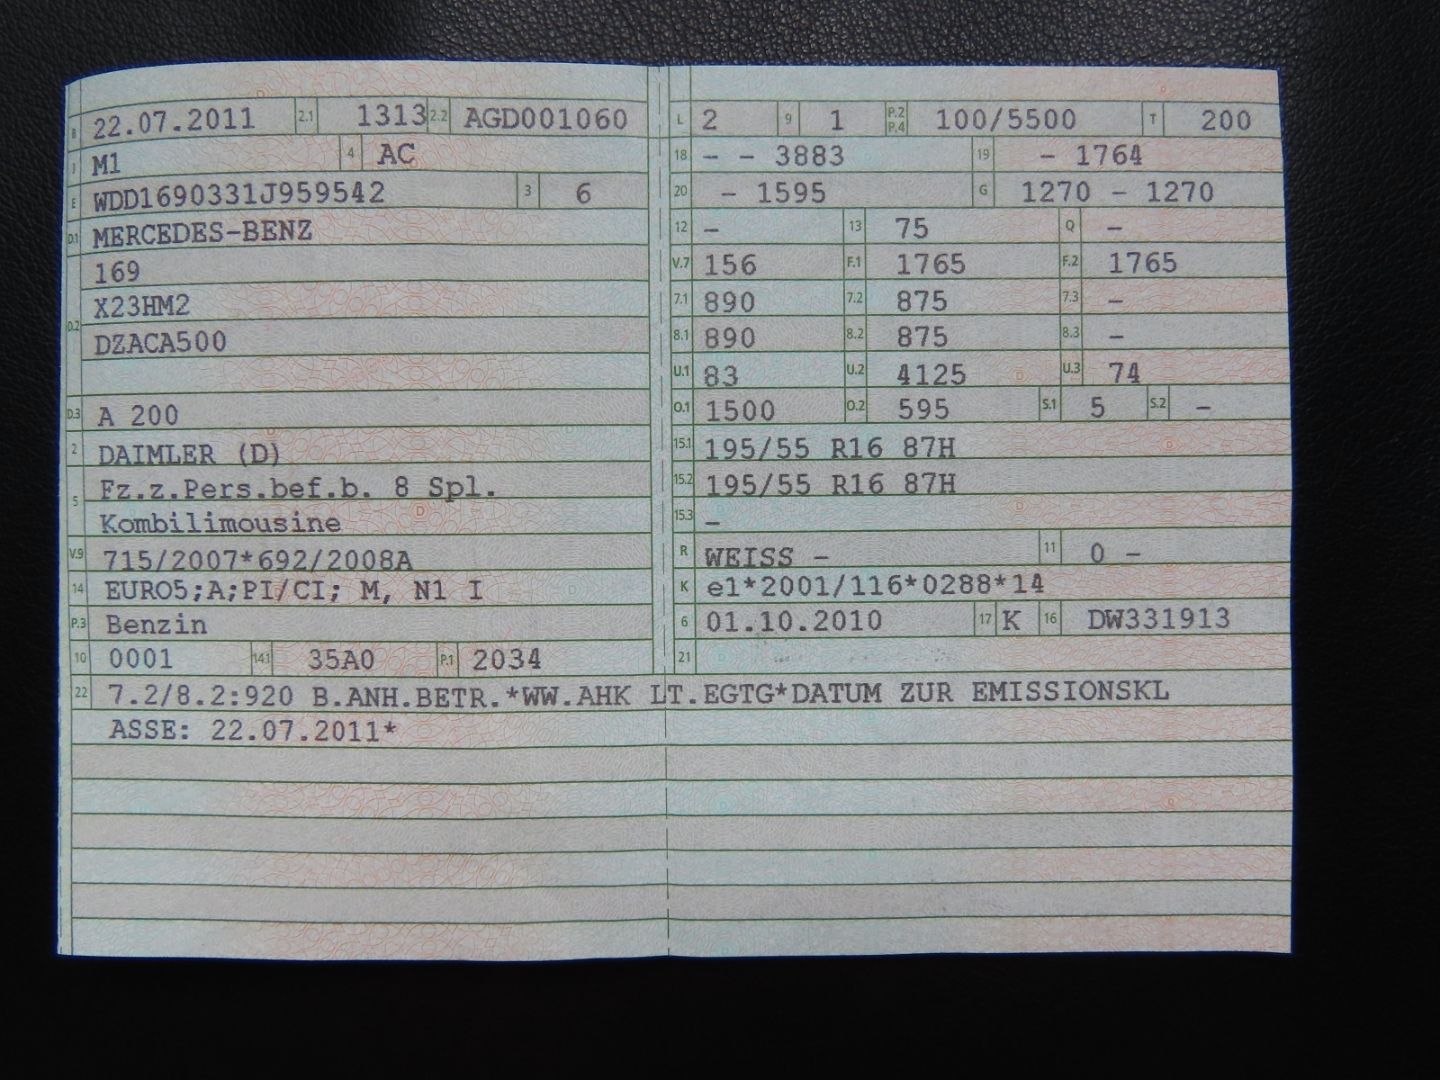 B 22.07.2011 2.1 1313 2.2 AGD001060
J M1 4 AC
E WDD1690331J959542 3 6
D.1 MERCEDES-BENZ
169
X23HM2
D.2 DZACA500
D.3 A 200
2 DAIMLER (D)
5 Fz.z.Pers.bef.b. 8 Spl.
Kombilimousine
V.9 715/2007*692/2008A
14 EURO5;A;PI/CI; M, N1 I
P.3 Benzin
10 0001 14.1 35A0 P.1 2034
L 2 9 1 P.2 P.4 100/5500 T 200
18 - - 3883 19 - 1764
20 - 1595 G 1270 - 1270
12 - 13 75 Q -
V.7 156 F.1 1765 F.2 1765
7.1 890 7.2 875 7.3 -
8.1 890 8.2 875 8.3 -
U.1 83 U.2 4125 U.3 74
O.1 1500 O.2 595 S.1 5 S.2 -
15.1 195/55 R16 87H
15.2 195/55 R16 87H
15.3 -
R WEISS - 11 0 -
K e1*2001/116*0288*14
6 01.10.2010 17 K 16 DW331913
21
22 7.2/8.2:920 B.ANH.BETR.*WW.AHK LT.EGTG*DATUM ZUR EMISSIONSKL
ASSE: 22.07.2011*